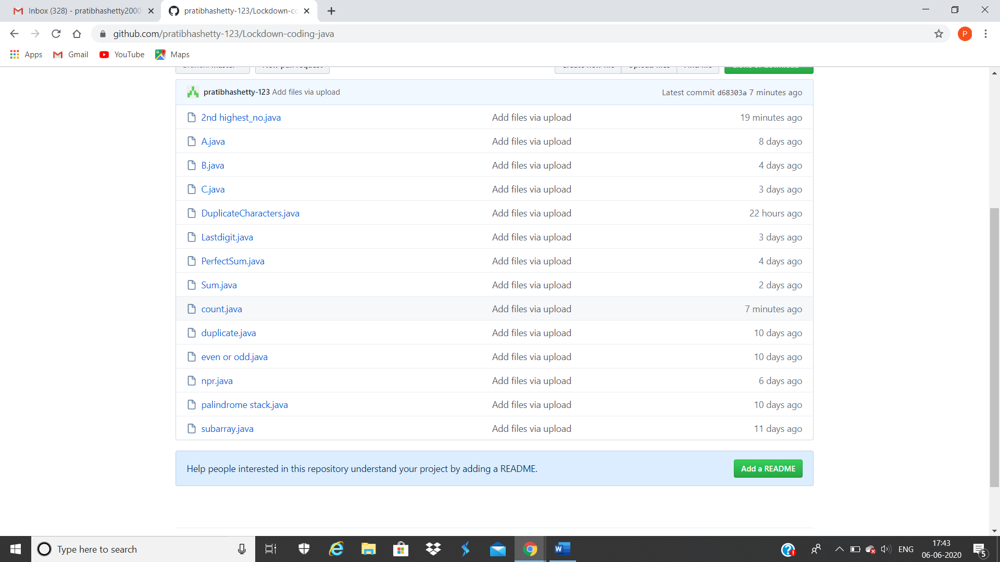 Inbox (328) - pratibhashetty2000
pratibhashetty-123/Lockdown-co
github.com/pratibhashetty-123/Lockdown-coding-java
P
Apps Gmail YouTube Maps
pratibhashetty-123 Add files via upload Latest commit d68303a 7 minutes ago
2nd highest_no.java Add files via upload 19 minutes ago
A.java Add files via upload 8 days ago
B.java Add files via upload 4 days ago
C.java Add files via upload 3 days ago
DuplicateCharacters.java Add files via upload 22 hours ago
Lastdigit.java Add files via upload 3 days ago
PerfectSum.java Add files via upload 4 days ago
Sum.java Add files via upload 2 days ago
count.java Add files via upload 7 minutes ago
duplicate.java Add files via upload 10 days ago
even or odd.java Add files via upload 10 days ago
npr.java Add files via upload 6 days ago
palindrome stack.java Add files via upload 10 days ago
subarray.java Add files via upload 11 days ago
Help people interested in this repository understand your project by adding a README. Add a README
Type here to search
ENG
17:43
06-06-2020
5